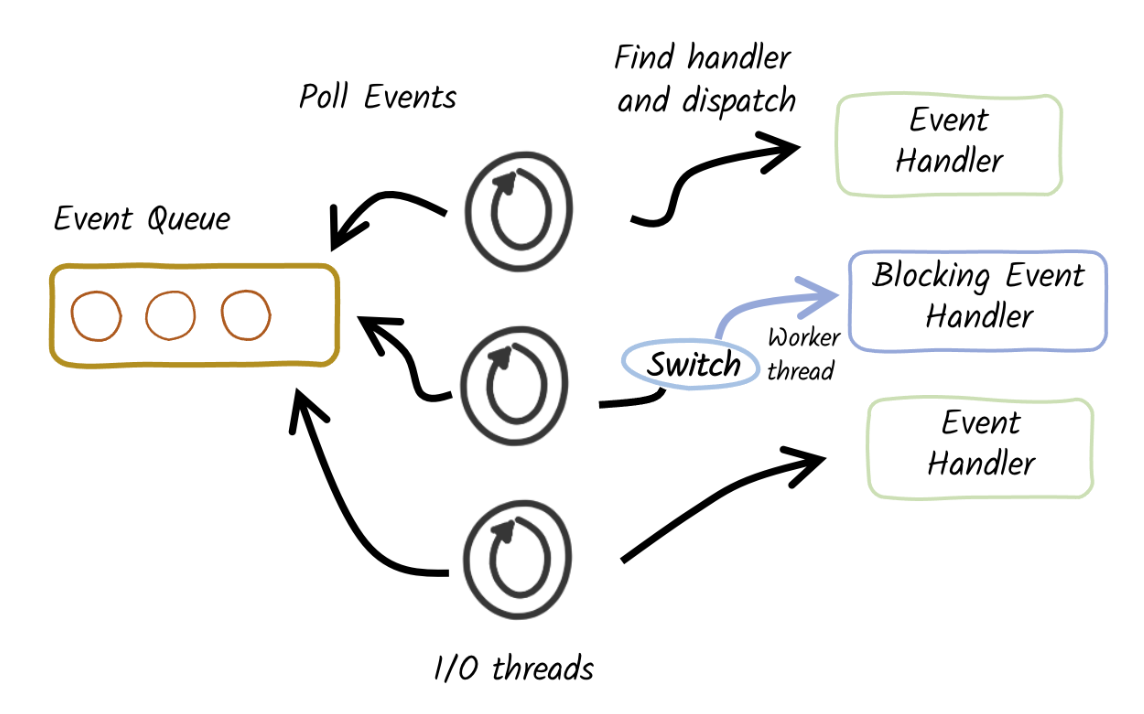 Find handler
and dispatch
Poll Events
Event
Handler
Event Queue
Blocking Event
Handler
Worker
thread
Switch
Event
Handler
I/O threads